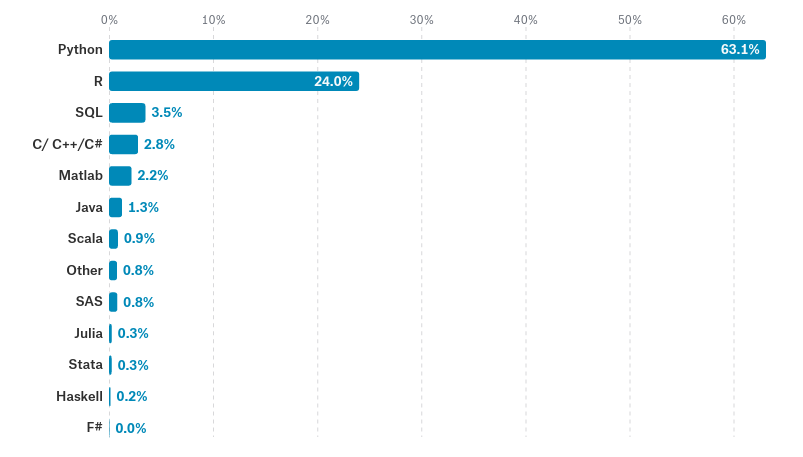 0% 10% 20% 30% 40% 50% 60%
Python 63.1%
R 24.0%
SQL 3.5%
C/ C++/C# 2.8%
Matlab 2.2%
Java 1.3%
Scala 0.9%
Other 0.8%
SAS 0.8%
Julia 0.3%
Stata 0.3%
Haskell 0.2%
F# 0.0%